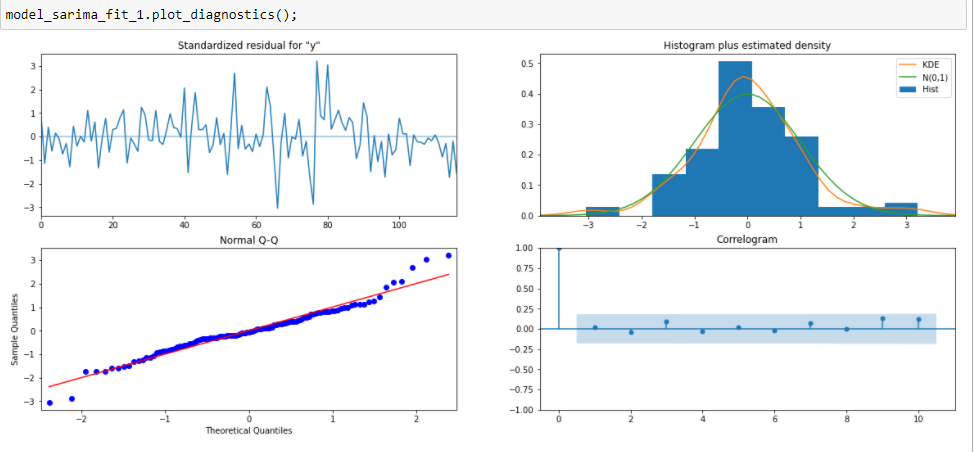 model_sarima_fit_1.plot_diagnostics();
Standardized residual for "y"
3
2
1
0
−1
−2
−3
0 20 40 60 80 100
Histogram plus estimated density
KDE
N(0,1)
Hist
0.5
0.4
0.3
0.2
0.1
0.0
−3 −2 −1 0 1 2 3
Normal Q-Q
Sample Quantiles
3
2
1
0
−1
−2
−3
−2 −1 0 1 2
Theoretical Quantiles
Correlogram
1.00
0.75
0.50
0.25
0.00
−0.25
−0.50
−0.75
−1.00
0 2 4 6 8 10